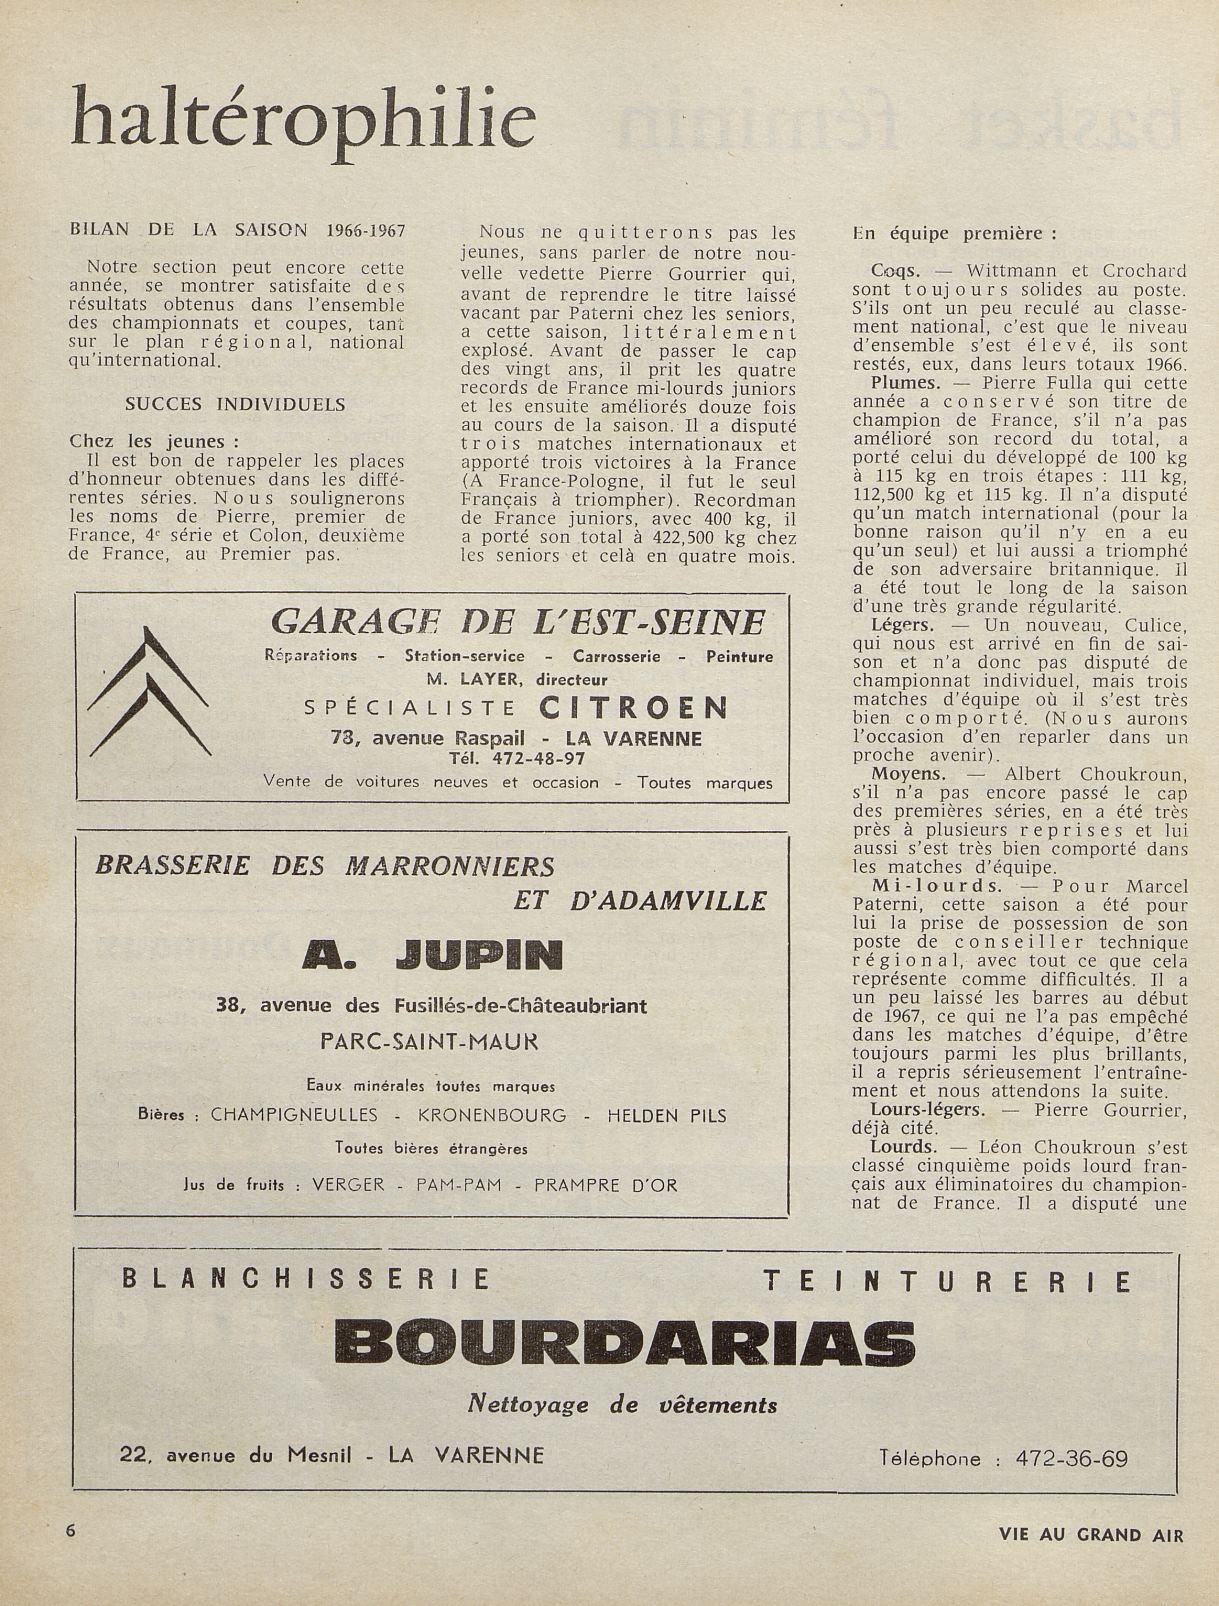 haltérophilie
BILAN DE LA SAISON 1966-1967
Notre section peut encore cette
année, se montrer satisfaite des
résultats obtenus dans l'ensemble
des championnats et coupes, tant
sur le plan régional, national
qu'international.
SUCCES INDIVIDUELS
Chez les jeunes :
Il est bon de rappeler les places
d'honneur obtenues dans les diffé-
rentes séries. Nous soulignerons
les noms de Pierre, premier de
France, 4e série et Colon, deuxième
de France, au Premier pas.
Nous ne quitterons pas les
jeunes, sans parler de notre nou-
velle vedette Pierre Gourrier qui,
avant de reprendre le titre laissé
vacant par Paterni chez les seniors,
a cette saison, littéralement
explosé. Avant de passer le cap
des vingt ans, il prit les quatre
records de France mi-lourds juniors
et les ensuite améliorés douze fois
au cours de la saison. Il a disputé
trois matches internationaux et
apporté trois victoires à la France
(A France-Pologne, il fut le seul
Français à triompher). Recordman
de France juniors, avec 400 kg, il
a porté son total à 422,500 kg chez
les seniors et celà en quatre mois.
En équipe première :
Coqs. — Wittmann et Crochard
sont toujours solides au poste.
S'ils ont un peu reculé au classe-
ment national, c'est que le niveau
d'ensemble s'est élevé, ils sont
restés, eux, dans leurs totaux 1966.
Plumes. — Pierre Fulla qui cette
année a conservé son titre de
champion de France, s'il n'a pas
amélioré son record du total, a
porté celui du développé de 100 kg
à 115 kg en trois étapes : 111 kg,
112,500 kg et 115 kg. Il n'a disputé
qu'un match international (pour la
bonne raison qu'il n'y en a eu
qu'un seul) et lui aussi a triomphé
de son adversaire britannique. Il
a été tout le long de la saison
d'une très grande régularité.
Légers. — Un nouveau, Culice,
qui nous est arrivé en fin de sai-
son et n'a donc pas disputé de
championnat individuel, mais trois
matches d'équipe où il s'est très
bien comporté. (Nous aurons
l'occasion d'en reparler dans un
proche avenir).
Moyens. — Albert Choukroun,
s'il n'a pas encore passé le cap
des premières séries, en a été très
près à plusieurs reprises et lui
aussi s'est très bien comporté dans
les matches d'équipe.
Mi-lourds. — Pour Marcel
Paterni, cette saison a été pour
lui la prise de possession de son
poste de conseiller technique
régional, avec tout ce que cela
représente comme difficultés. Il a
un peu laissé les barres au début
de 1967, ce qui ne l'a pas empêché
dans les matches d'équipe, d'être
toujours parmi les plus brillants,
il a repris sérieusement l'entraîne-
ment et nous attendons la suite.
Lours-légers. — Pierre Gourrier,
déjà cité.
Lourds. — Léon Choukroun s'est
classé cinquième poids lourd fran-
çais aux éliminatoires du champion-
nat de France. Il a disputé une
GARAGE DE L'EST-SEINE
Réparations - Station-service - Carrosserie - Peinture
M. LAYER, directeur
SPÉCIALISTE CITROEN
73, avenue Raspail - LA VARENNE
Tél. 472-48-97
Vente de voitures neuves et occasion - Toutes marques
BRASSERIE DES MARRONNIERS
ET D'ADAMVILLE
A. JUPIN
38, avenue des Fusillés-de-Châteaubriant
PARC-SAINT-MAUR
Eaux minérales toutes marques
Bières : CHAMPIGNEULLES - KRONENBOURG - HELDEN PILS
Toutes bières étrangères
Jus de fruits : VERGER - PAM-PAM - PRAMPRE D'OR
BLANCHISSERIE TEINTURERIE
BOURDARIAS
Nettoyage de vêtements
22, avenue du Mesnil - LA VARENNE Téléphone : 472-36-69
6 VIE AU GRAND AIR